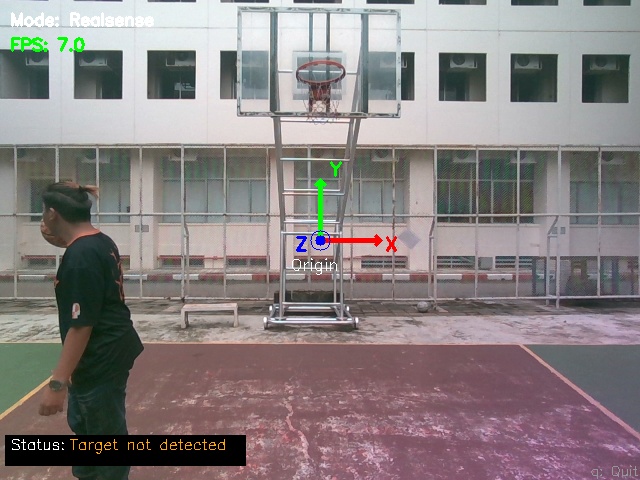 Mode: Realsense
FPS: 7.0
Y
Z
X
Origin
Status: Target not detected
q: Quit